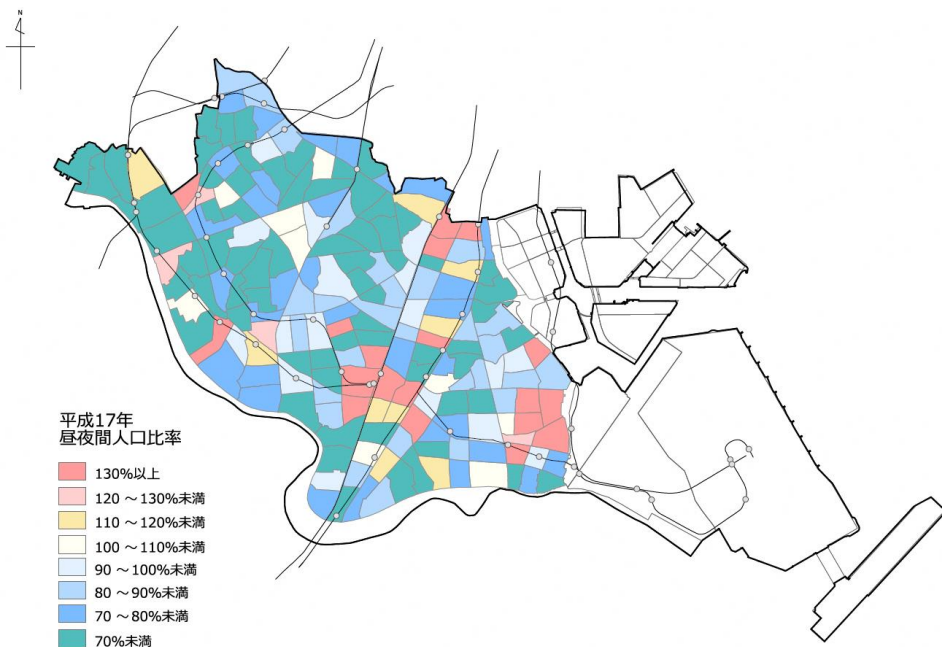 N
平成17年
昼夜間人口比率
130%以上
120 ～130%未満
110 ～120%未満
100 ～110%未満
90 ～100%未満
80 ～90%未満
70 ～80%未満
70%未満